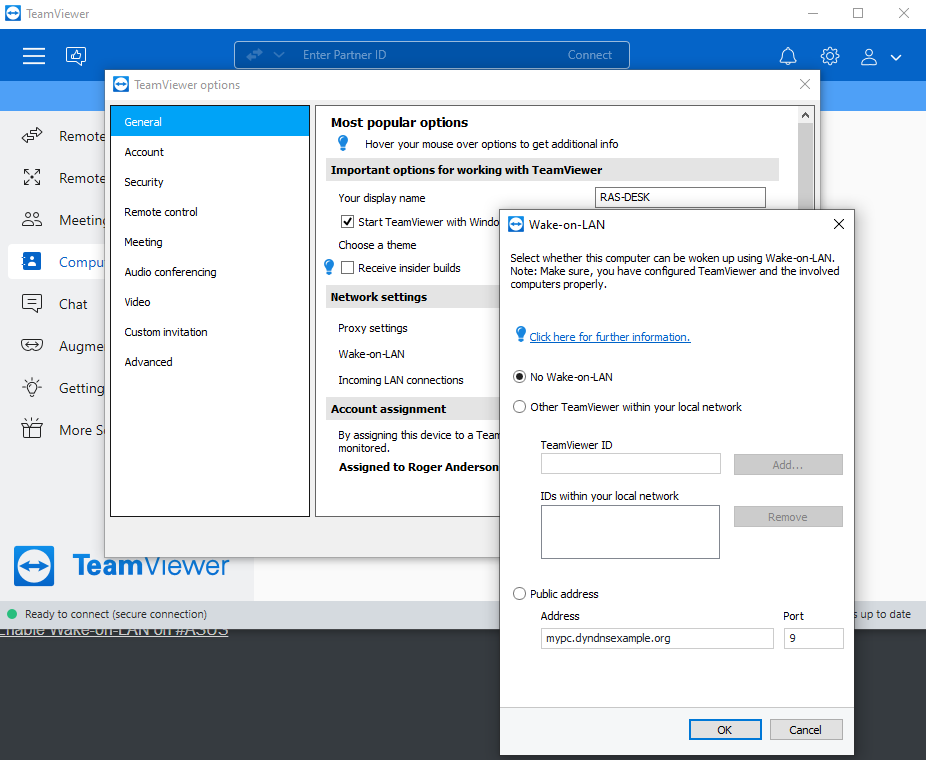 TeamViewer
Enter Partner ID
Connect
TeamViewer options
Remote
Remote
Meeting
Compu
Chat
Augme
Getting
More S
General
Account
Security
Remote control
Meeting
Audio conferencing
Video
Custom invitation
Advanced
Most popular options
Hover your mouse over options to get additional info
Important options for working with TeamViewer
Your display name
RAS-DESK
Start TeamViewer with Windo
Choose a theme
Receive insider builds
Network settings
Proxy settings
Wake-on-LAN
Incoming LAN connections
Account assignment
By assigning this device to a Team
monitored.
Assigned to Roger Anderson
Wake-on-LAN
Select whether this computer can be woken up using Wake-on-LAN.
Note: Make sure, you have configured TeamViewer and the involved
computers properly.
Click here for further information.
No Wake-on-LAN
Other TeamViewer within your local network
TeamViewer ID
Add...
IDs within your local network
Remove
Public address
Address
Port
mypc.dyndnsexample.org
9
OK
Cancel
TeamViewer
Ready to connect (secure connection)
s up to date
Enable Wake-on-LAN on #ASUS